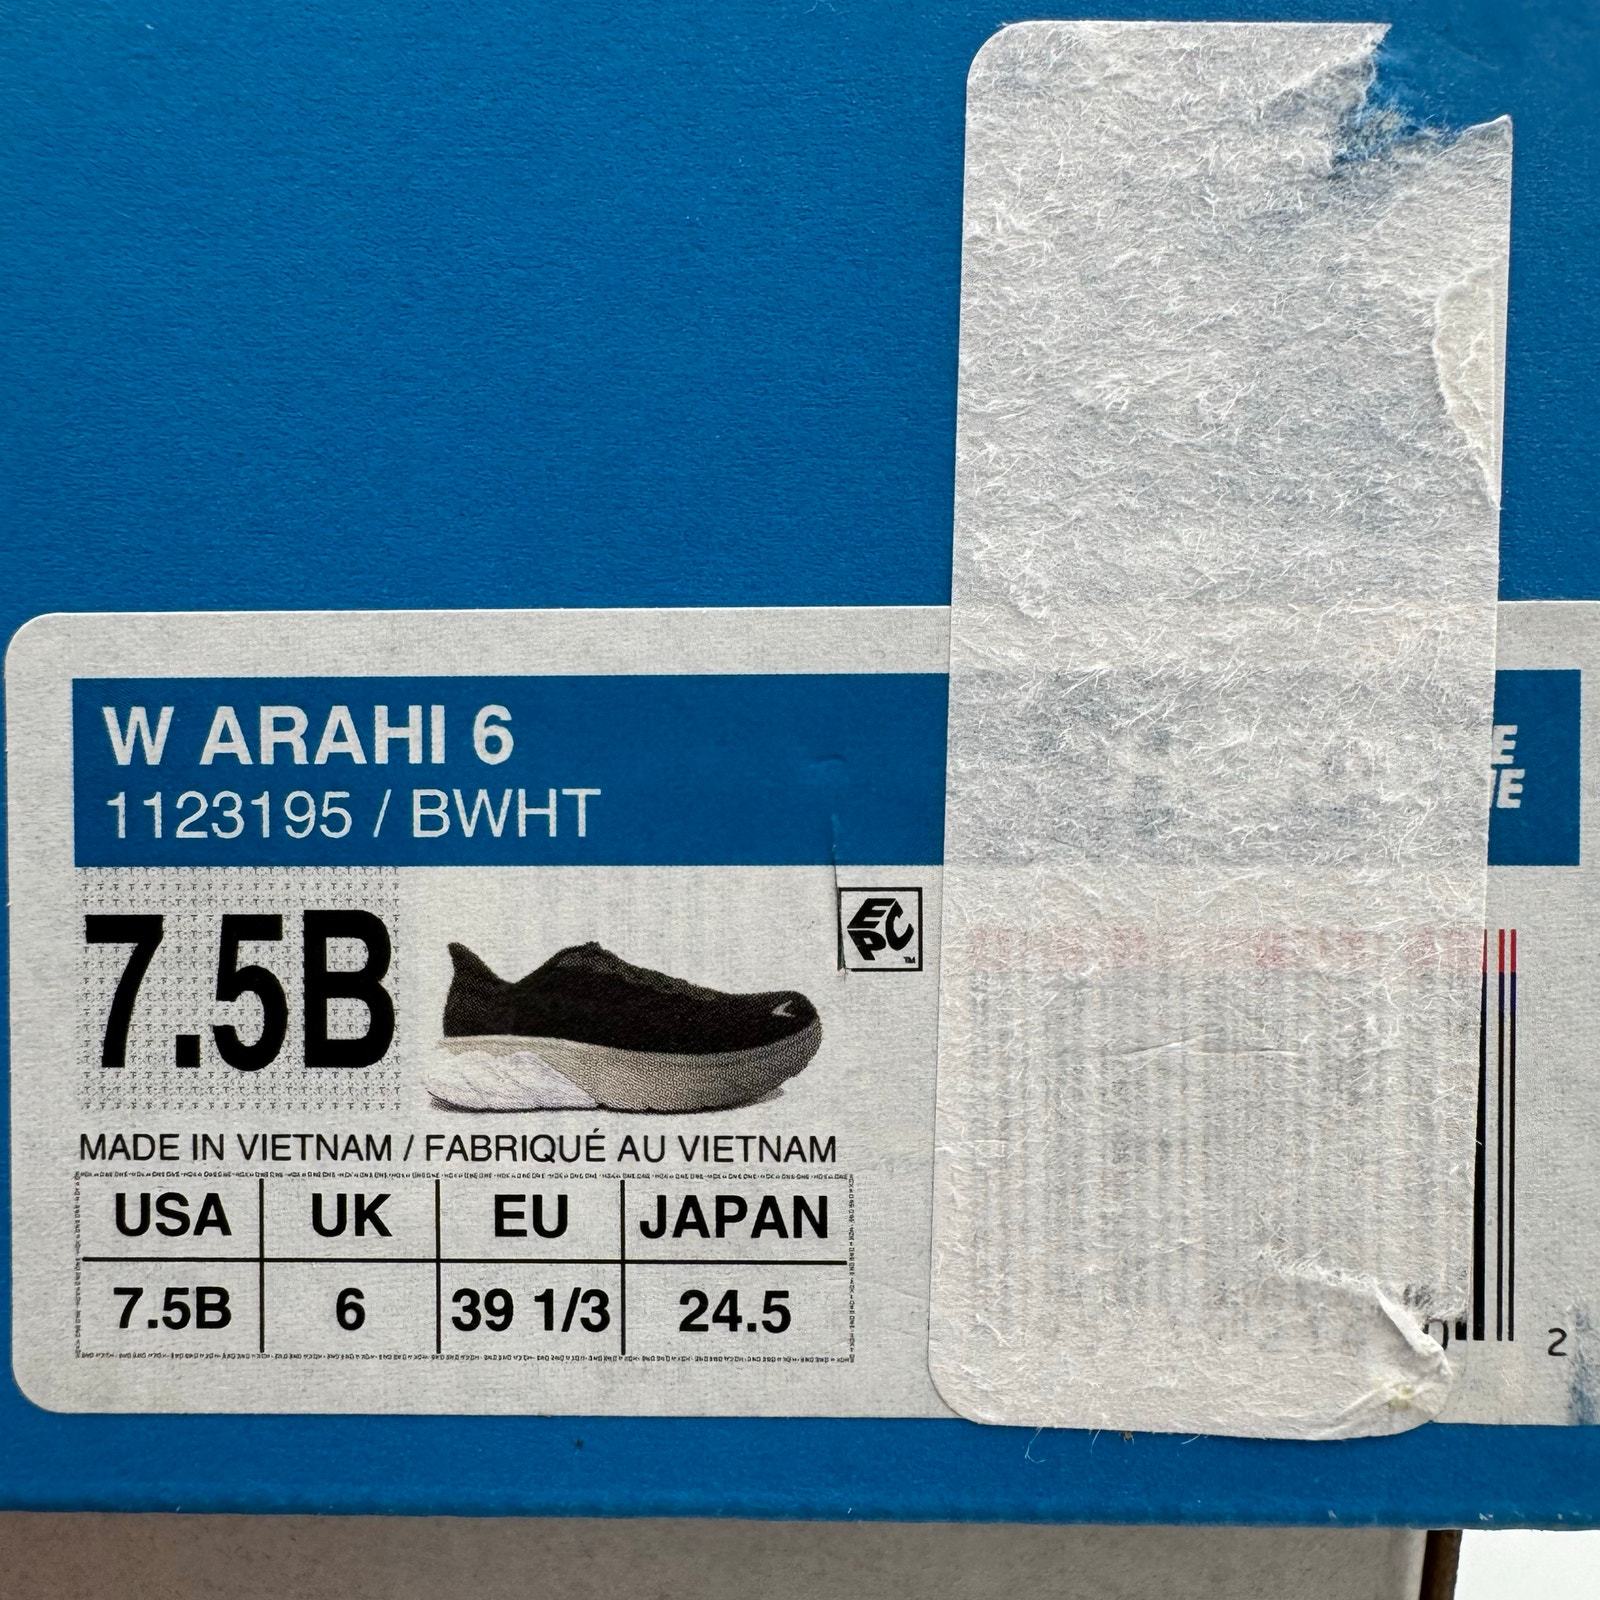 W ARAHI 6
1123195 / BWHT
7.5B
EPC™
MADE IN VIETNAM / FABRIQUÉ AU VIETNAM
USA UK EU JAPAN
7.5B 6 39 1/3 24.5
2